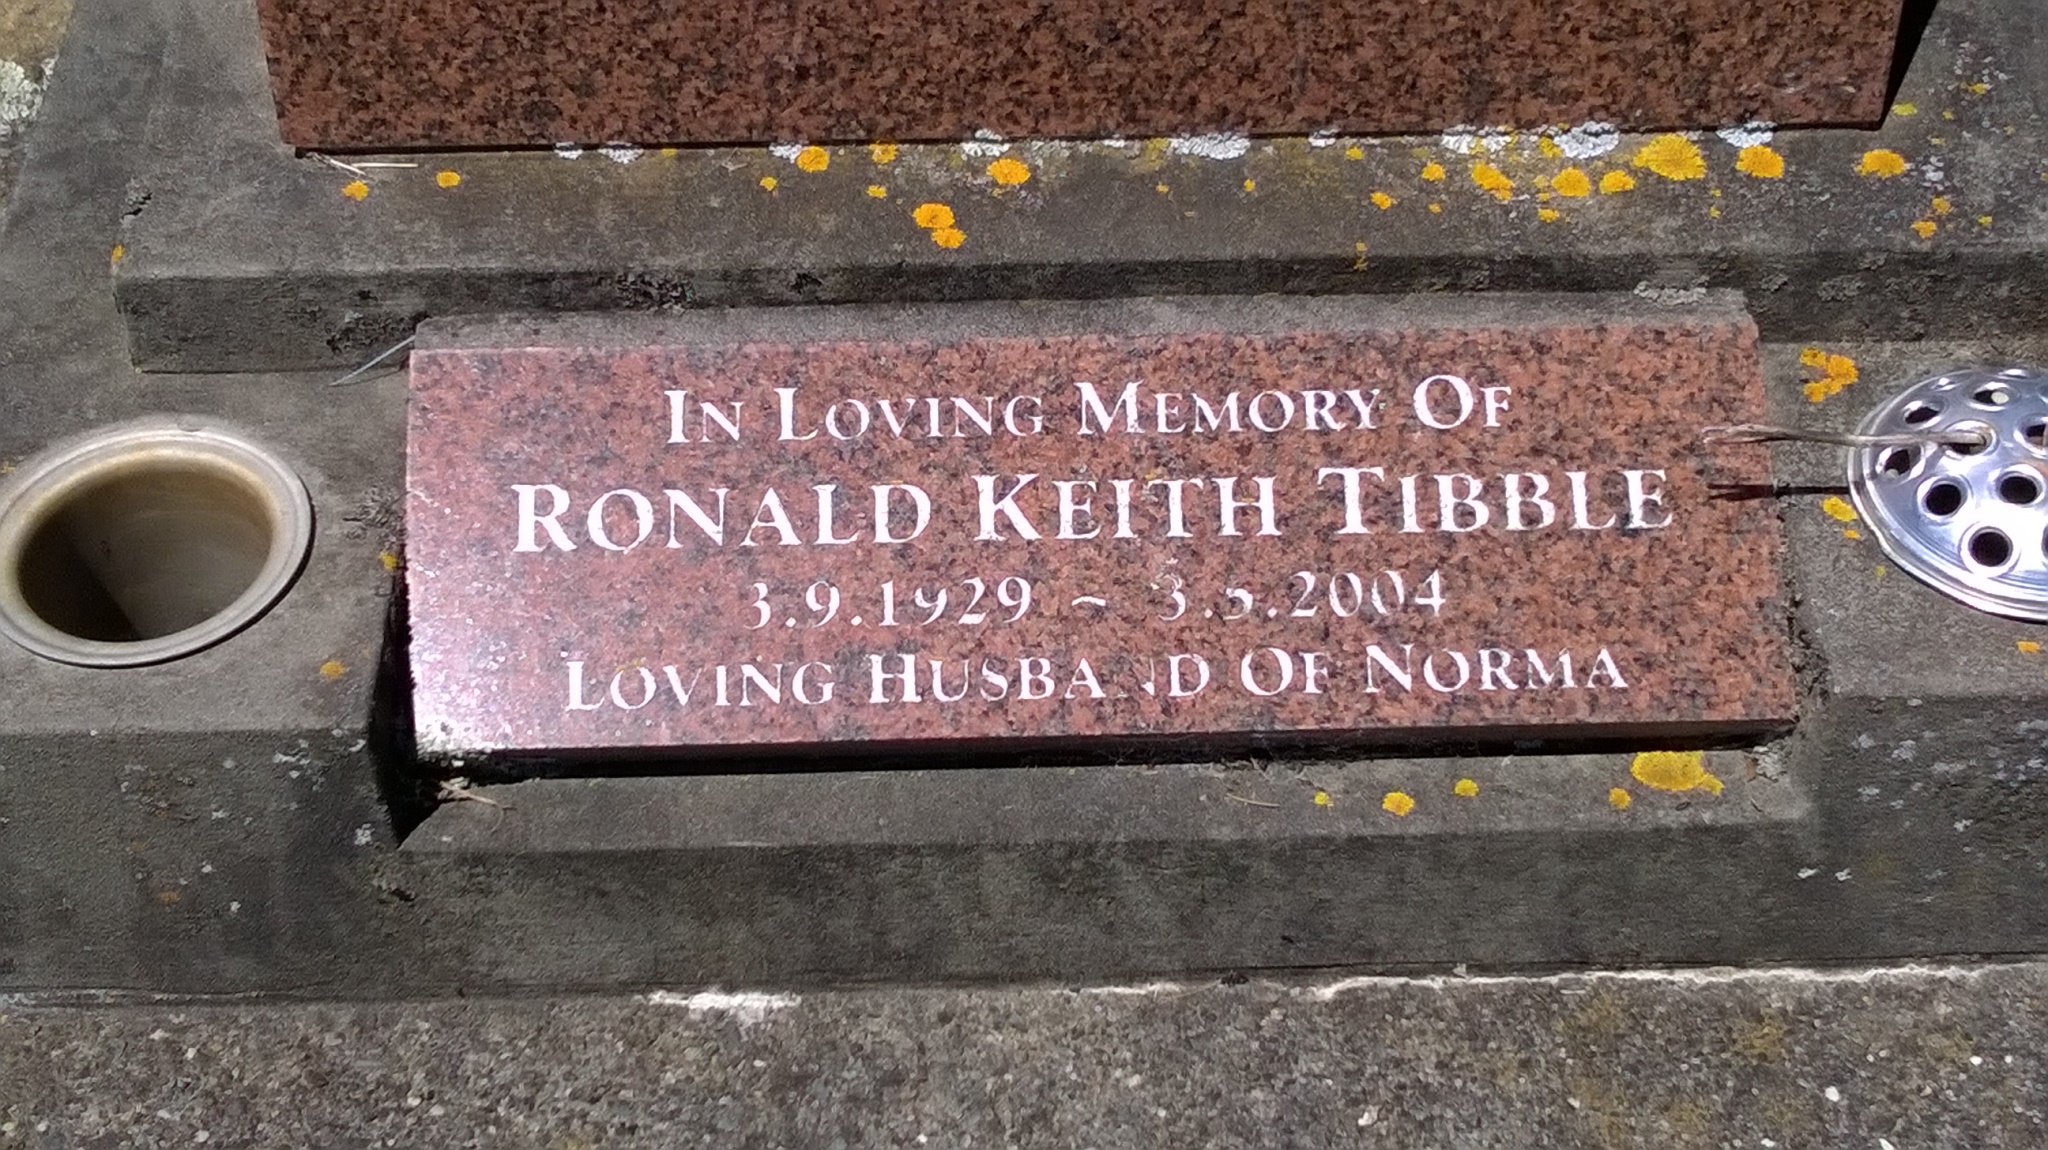 In Loving Memory Of
Ronald Keith Tibble
3.9.1929 ~ 3.5.2004
Loving Husband Of Norma